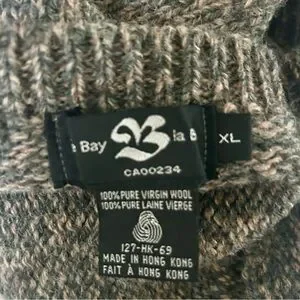 e Bay B la B
XL
CA00234
100% PURE VIRGIN WOOL
100% PURE LAINE VIERGE
127-HK-69
MADE IN HONG KONG
FAIT À HONG KONG